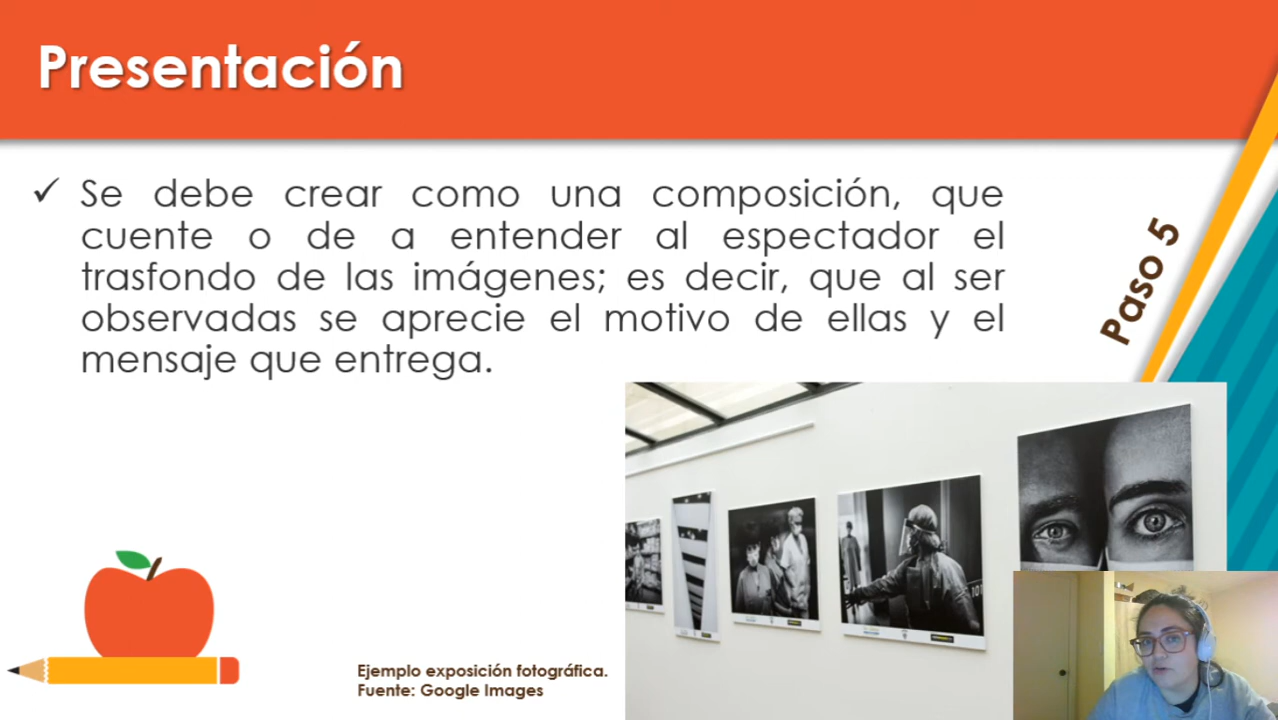 Presentación
✓ Se debe crear como una composición, que
cuente o de a entender al espectador el
trasfondo de las imágenes; es decir, que al ser
observadas se aprecie el motivo de ellas y el
mensaje que entrega.
Paso 5
Ejemplo exposición fotográfica.
Fuente: Google Images